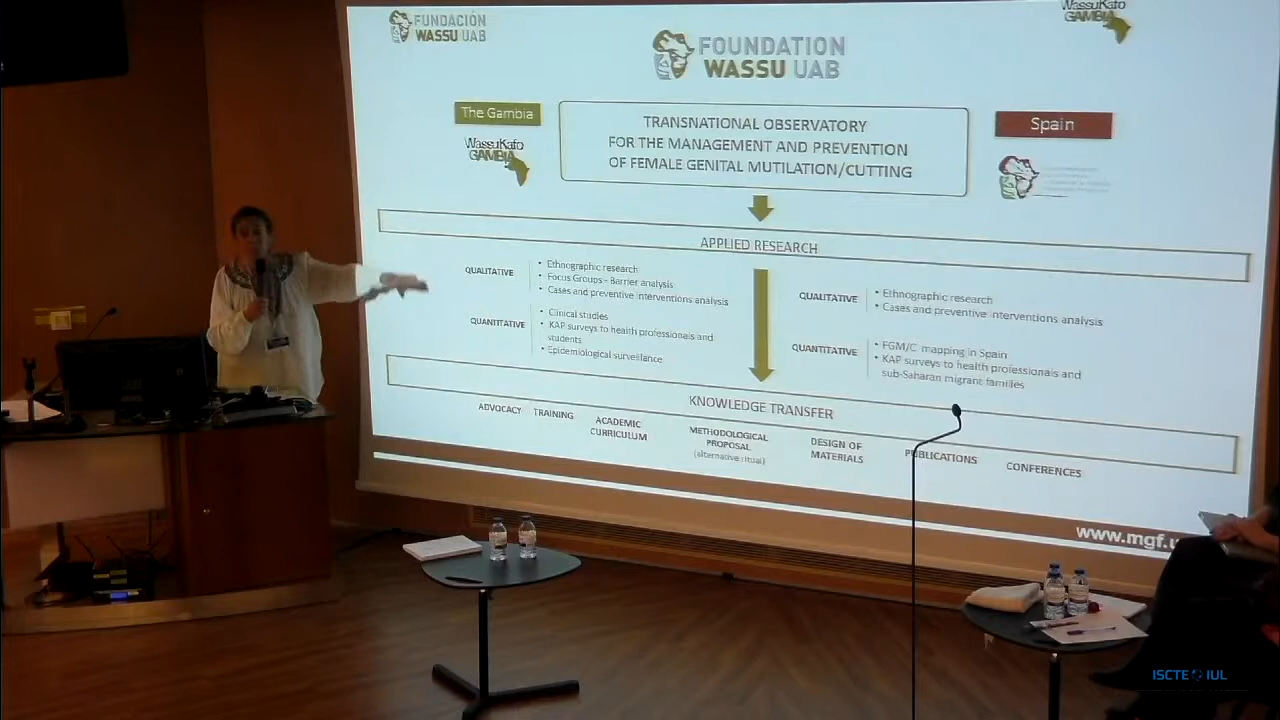 FUNDACIÓN
WASSU UAB
WassuKafo
GAMBIA
FOUNDATION
WASSU UAB
The Gambia
WassuKafo
GAMBIA
TRANSNATIONAL OBSERVATORY
FOR THE MANAGEMENT AND PREVENTION
OF FEMALE GENITAL MUTILATION/CUTTING
Spain
APPLIED RESEARCH
QUALITATIVE
• Ethnographic research
• Focus Groups - Barrier analysis
• Cases and preventive interventions analysis
QUANTITATIVE
• Clinical studies
• KAP surveys to health professionals and
students
• Epidemiological surveillance
QUALITATIVE
• Ethnographic research
• Cases and preventive interventions analysis
QUANTITATIVE
• FGM/C mapping in Spain
• KAP surveys to health professionals and
sub-Saharan migrant families
KNOWLEDGE TRANSFER
ADVOCACY
TRAINING
ACADEMIC
CURRICULUM
METHODOLOGICAL
PROPOSAL
(alternative ritual)
DESIGN OF
MATERIALS
PUBLICATIONS
CONFERENCES
www.mgf.u
ISCTE IUL